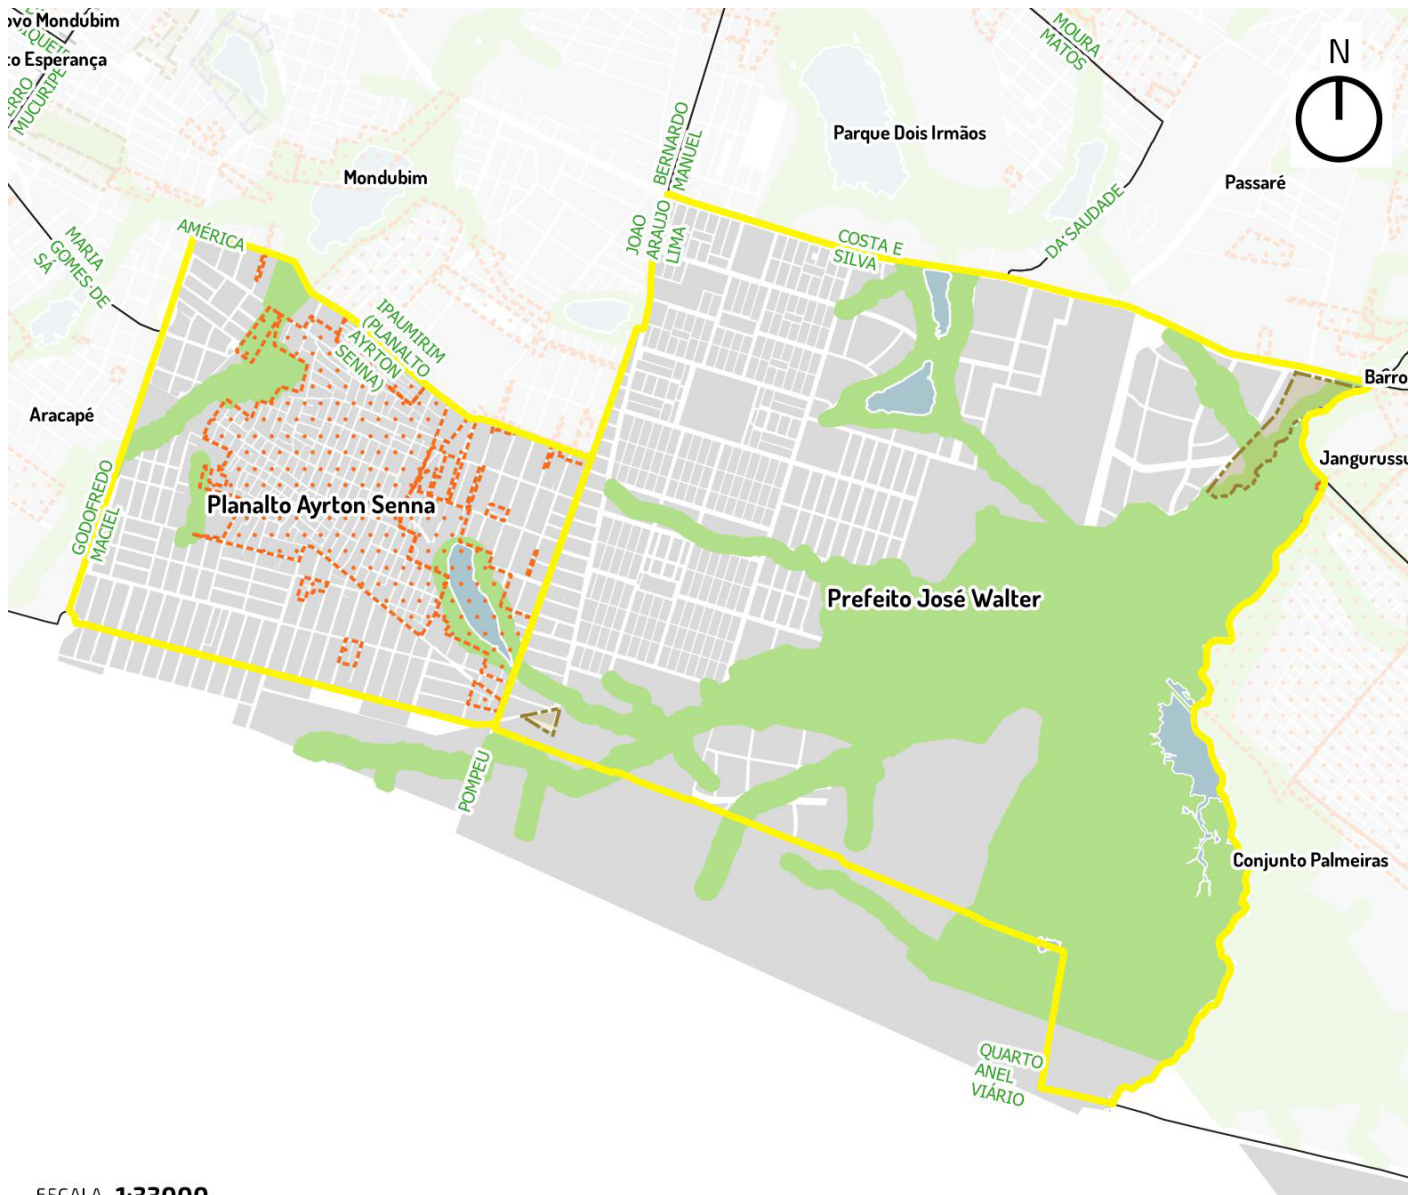 ovo Mondubim
to Esperança
MUCURIPE
Mondubim
BERNARDO
MANUEL
Parque Dois Irmãos
MOURA
MATOS
N
Passaré
DA SAUDADE
AMÉRICA
MARIA
GOMES DE
SÁ
JOAO
ARAUJO
LIMA
COSTA E
SILVA
IPAUMIRIM
(PLANALTO
AYRTON
SENNA)
Barro
Aracapé
Jangurussu
Planalto Ayrton Senna
GODOFREDO
MACIEL
Prefeito José Walter
POMPEU
Conjunto Palmeiras
QUARTO
ANEL
VIÁRIO
ESCALA 1:33000